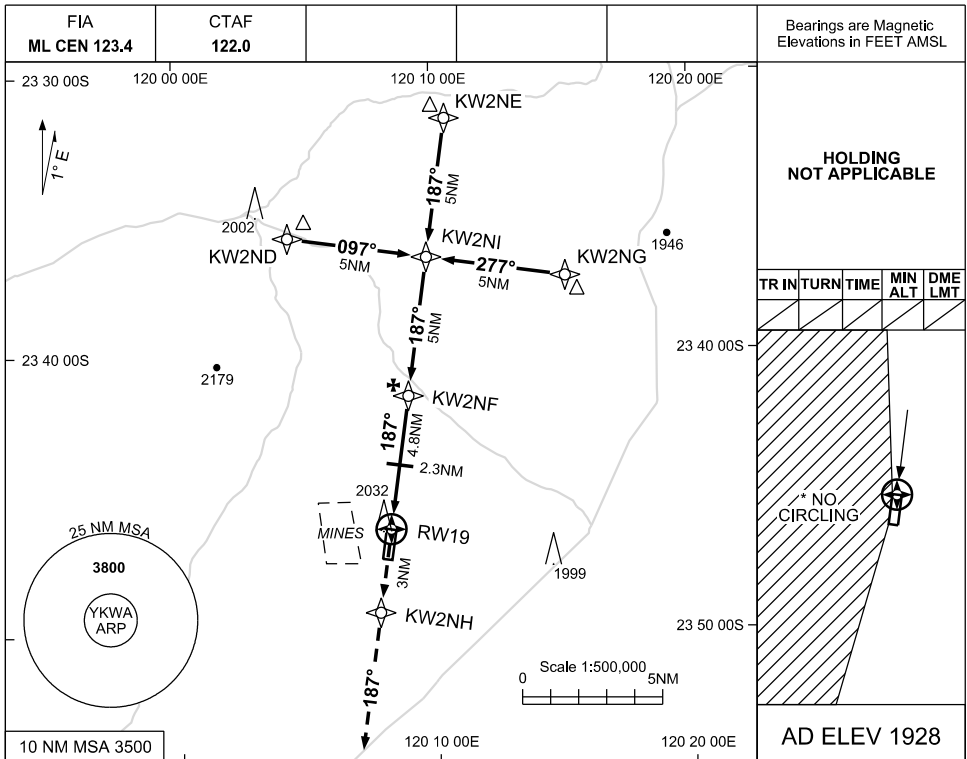 FIA
ML CEN 123.4
CTAF
122.0
Bearings are Magnetic
Elevations in FEET AMSL
23 30 00S
120 00 00E
120 10 00E
120 20 00E
1° E
KW2NE
187°
5NM
HOLDING
NOT APPLICABLE
2002
KW2ND
097°
5NM
KW2NI
277°
5NM
KW2NG
1946
TR IN
TURN
TIME
MIN
ALT
DME
LMT
187°
5NM
23 40 00S
23 40 00S
2179
KW2NF
187°
4.8NM
2.3NM
2032
MINES
RW19
* NO
CIRCLING
25 NM MSA
3800
YKWA
ARP
3NM
1999
KW2NH
23 50 00S
187°
Scale 1:500,000
0
5NM
10 NM MSA 3500
120 10 00E
120 20 00E
AD ELEV 1928